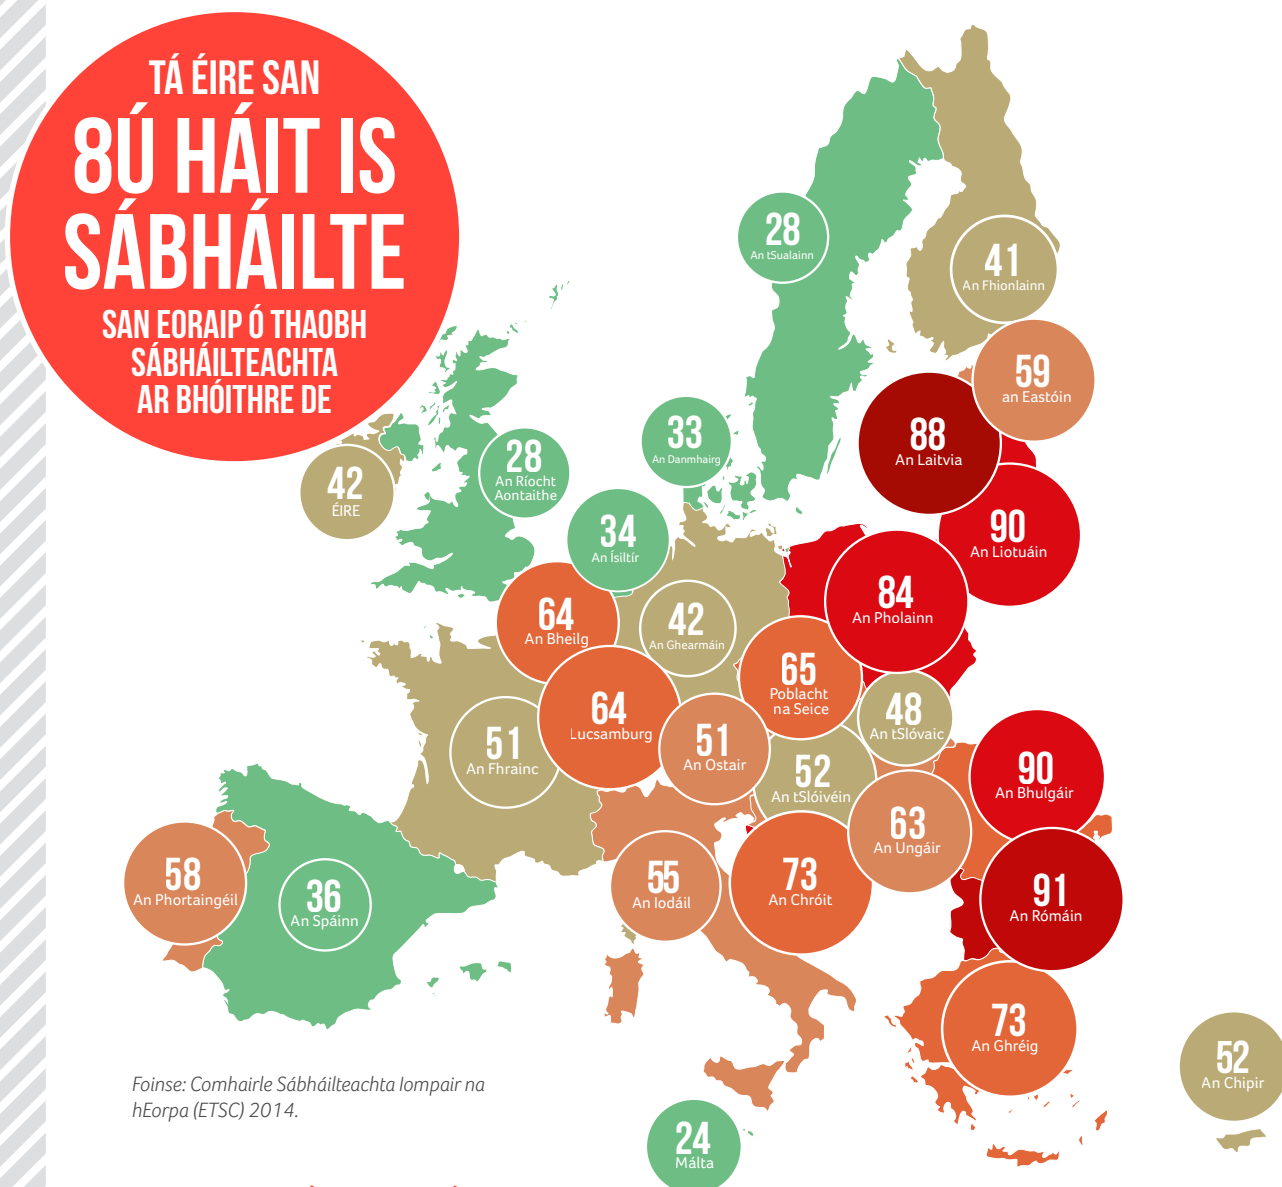 TÁ ÉIRE SAN
8Ú HÁIT IS
SÁBHÁILTE
SAN EORAIP Ó THAOBH
SÁBHÁILTEACHTA
AR BHÓITHRE DE
28
An tSualainn
41
An Fhionlainn
59
an Eastóin
88
An Laitvia
90
An Liotuáin
33
An Danmhairg
28
An Ríocht
Aontaithe
42
ÉIRE
34
An Ísiltír
84
An Pholainn
64
An Bheilg
42
An Ghearmáin
65
Poblacht
na Seice
48
An tSlóvaic
64
Lucsamburg
51
An Ostair
51
An Fhrainc
52
An tSlóivéin
90
An Bhulgáir
63
An Ungáir
58
An Phortaingéil
36
An Spáinn
55
An Iodáil
73
An Chróit
91
An Rómáin
73
An Ghréig
52
An Chipir
24
Málta
Foinse: Comhairle Sábháilteachta Iompair na
hEorpa (ETSC) 2014.